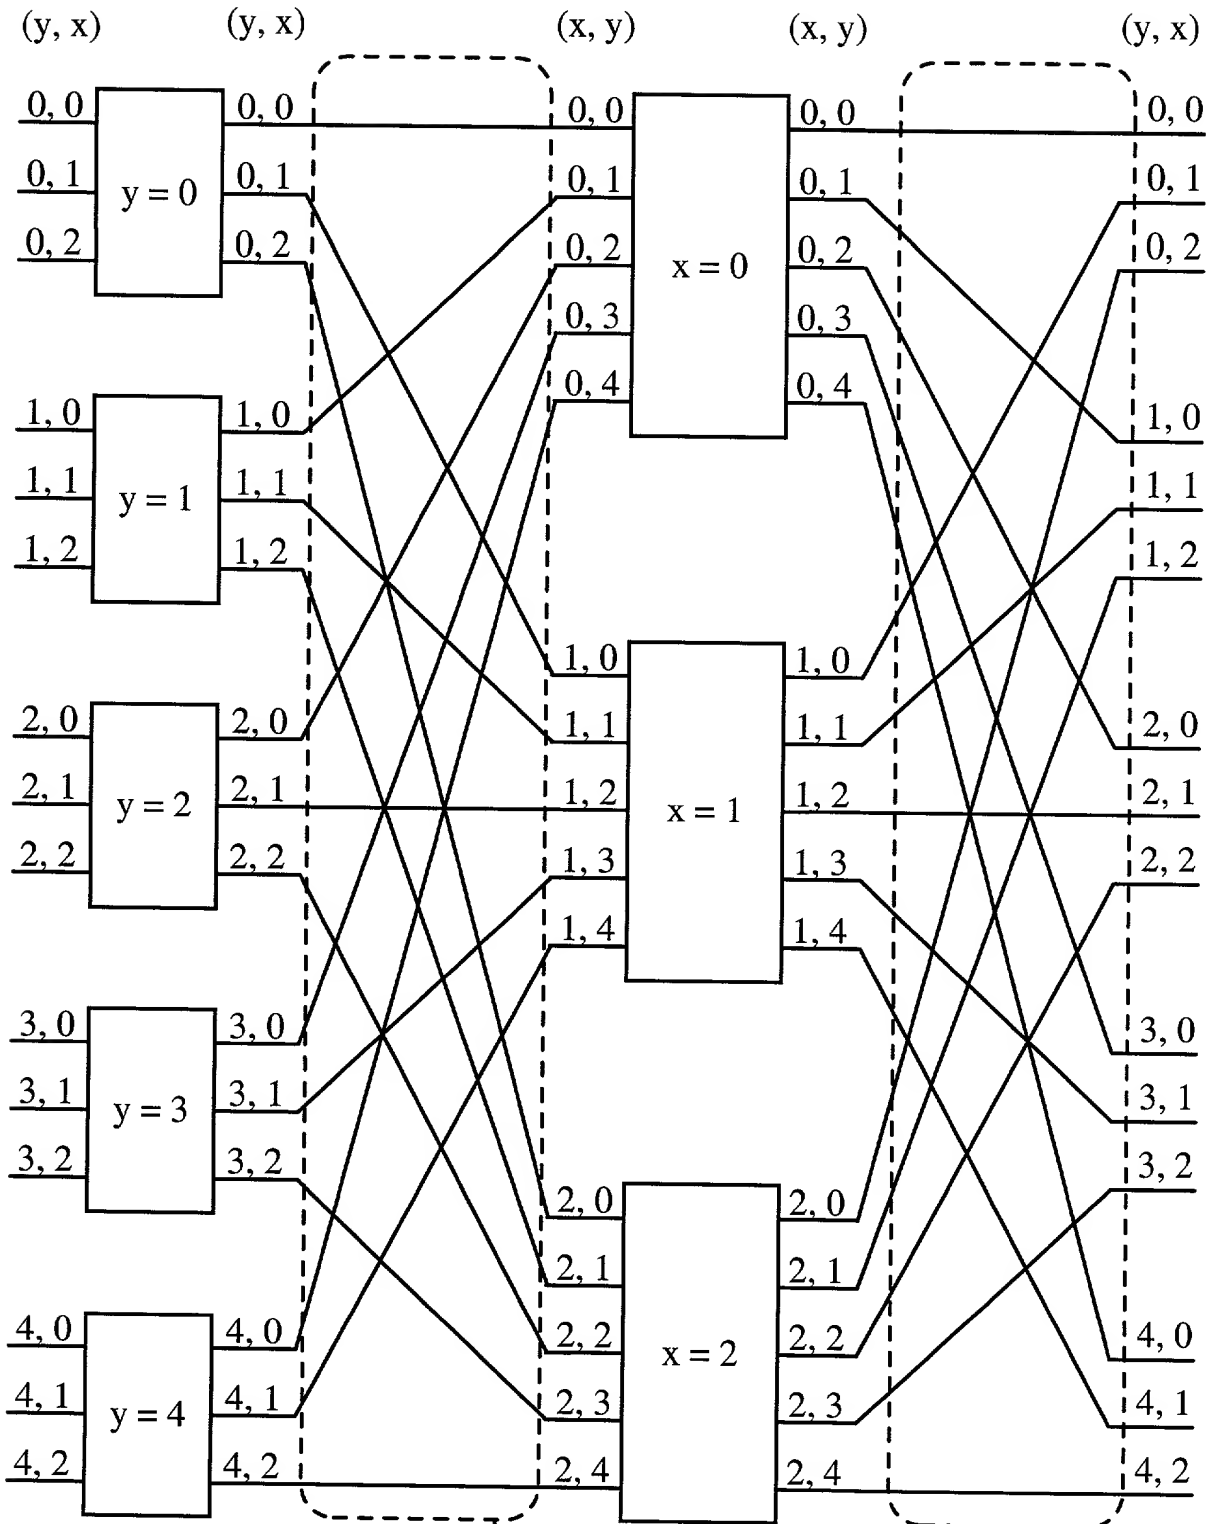 (y, x) (y, x) (x, y) (x, y) (y, x)
0, 0 0, 0 0, 0 0, 0 0, 0
0, 1 y = 0 0, 1 0, 1 0, 1 0, 1
0, 2 0, 2 0, 2 x = 0 0, 2 0, 2
0, 3 0, 3
0, 4 0, 4
1, 0 1, 0 1, 0
1, 1 y = 1 1, 1 1, 1
1, 2 1, 2 1, 2
1, 0 1, 0
2, 0 2, 0 1, 1 1, 1 2, 0
2, 1 y = 2 2, 1 1, 2 x = 1 1, 2 2, 1
2, 2 2, 2 1, 3 1, 3 2, 2
1, 4 1, 4
3, 0 3, 0 3, 0
3, 1 y = 3 3, 1 3, 1
3, 2 3, 2 3, 2
2, 0 2, 0
2, 1 2, 1
4, 0 4, 0 2, 2 x = 2 2, 2 4, 0
4, 1 y = 4 4, 1 2, 3 2, 3 4, 1
4, 2 4, 2 2, 4 2, 4 4, 2